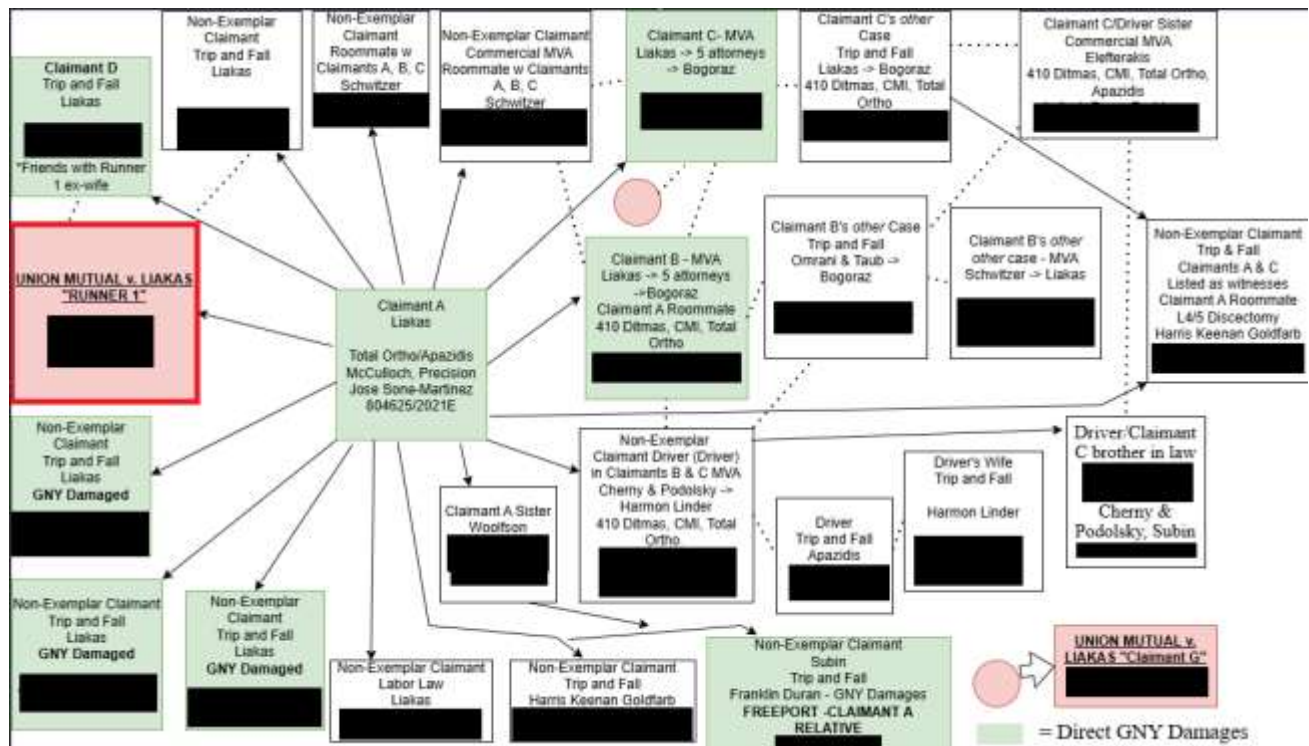 Claimant D
Trip and Fall
Liakas
*Friends with Runner
1 ex-wife
Non-Exemplar
Claimant
Trip and Fall
Liakas
Non-Exemplar
Claimant
Roommate w
Claimants A, B, C
Schwitzer
Non-Exemplar Claimant
Commercial MVA
Roommate w Claimants
A, B, C
Schwitzer
Claimant C- MVA
Liakas -> 5 attorneys
-> Bogoraz
Claimant C's other
Case
Trip and Fall
Liakas -> Bogoraz
410 Ditmas, CMI, Total
Ortho
Claimant C/Driver Sister
Commercial MVA
Elefterakis
410 Ditmas, CMI, Total Ortho,
Apazidis
UNION MUTUAL v. LIAKAS
"RUNNER 1"
Claimant A
Liakas
Total Ortho/Apazidis
McCulloch, Precision
Jose Sone-Martinez
804625/2021E
Claimant B - MVA
Liakas -> 5 attorneys
->Bogoraz
Claimant A Roommate
410 Ditmas, CMI, Total
Ortho
Claimant B's other Case
Trip and Fall
Omrani & Taub ->
Bogoraz
Claimant B's other
other case - MVA
Schwitzer -> Liakas
Non-Exemplar Claimant
Trip & Fall
Claimants A & C
Listed as witnesses
Claimant A Roommate
L4/5 Discectomy
Harris Keenan Goldfarb
Non-Exemplar
Claimant
Trip and Fall
Liakas
GNY Damaged
Claimant A Sister
Woolfson
Non-Exemplar
Claimant Driver (Driver)
in Claimants B & C MVA
Cherny & Podolsky ->
Harmon Linder
410 Ditmas, CMI, Total
Ortho
Driver
Trip and Fall
Apazidis
Driver's Wife
Trip and Fall
Harmon Linder
Driver/Claimant
C brother in law
Cherny &
Podolsky, Subin
Non-Exemplar Claimant
Trip and Fall
Liakas
GNY Damaged
Non-Exemplar
Claimant
Trip and Fall
Liakas
GNY Damaged
Non-Exemplar Claimant
Labor Law
Liakas
Non-Exemplar Claimant
Trip and Fall
Harris Keenan Goldfarb
Non-Exemplar Claimant
Subin
Trip and Fall
Franklin Duran - GNY Damages
FREEPORT -CLAIMANT A
RELATIVE
UNION MUTUAL v.
LIAKAS "Claimant G"
= Direct GNY Damages